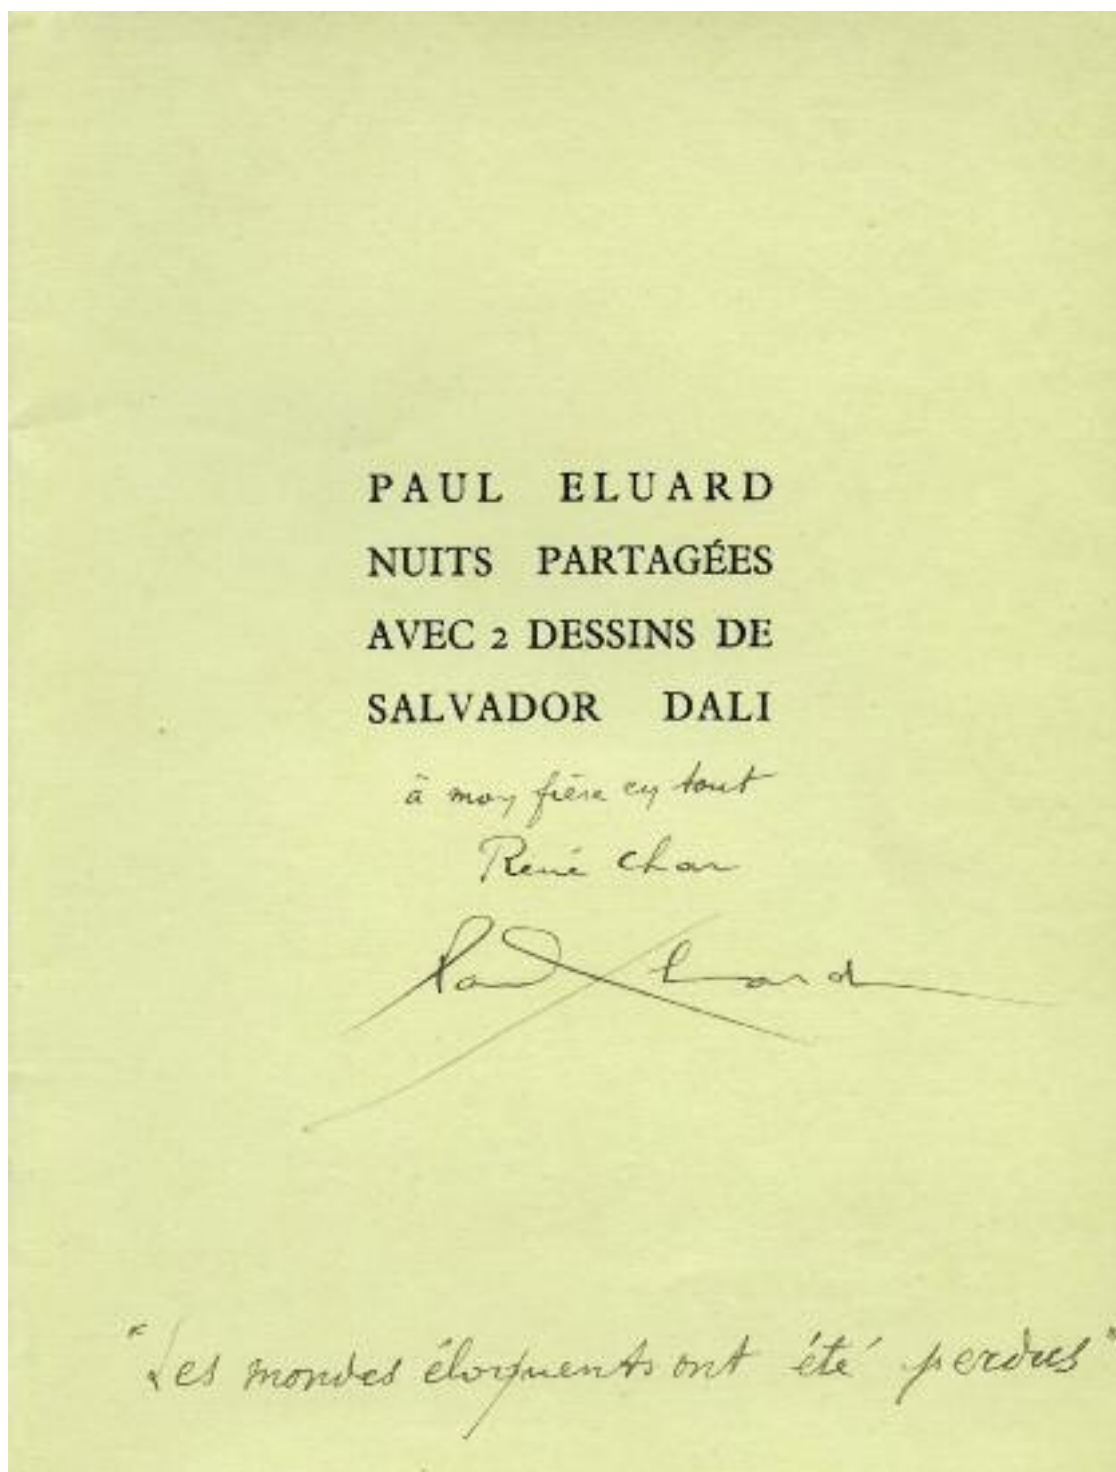 PAUL ELUARD
NUITS PARTAGÉES
AVEC 2 DESSINS DE
SALVADOR DALI
à mon frère en tout
René Char
Paul Eluard
"Les mondes éloquents ont été perdus"